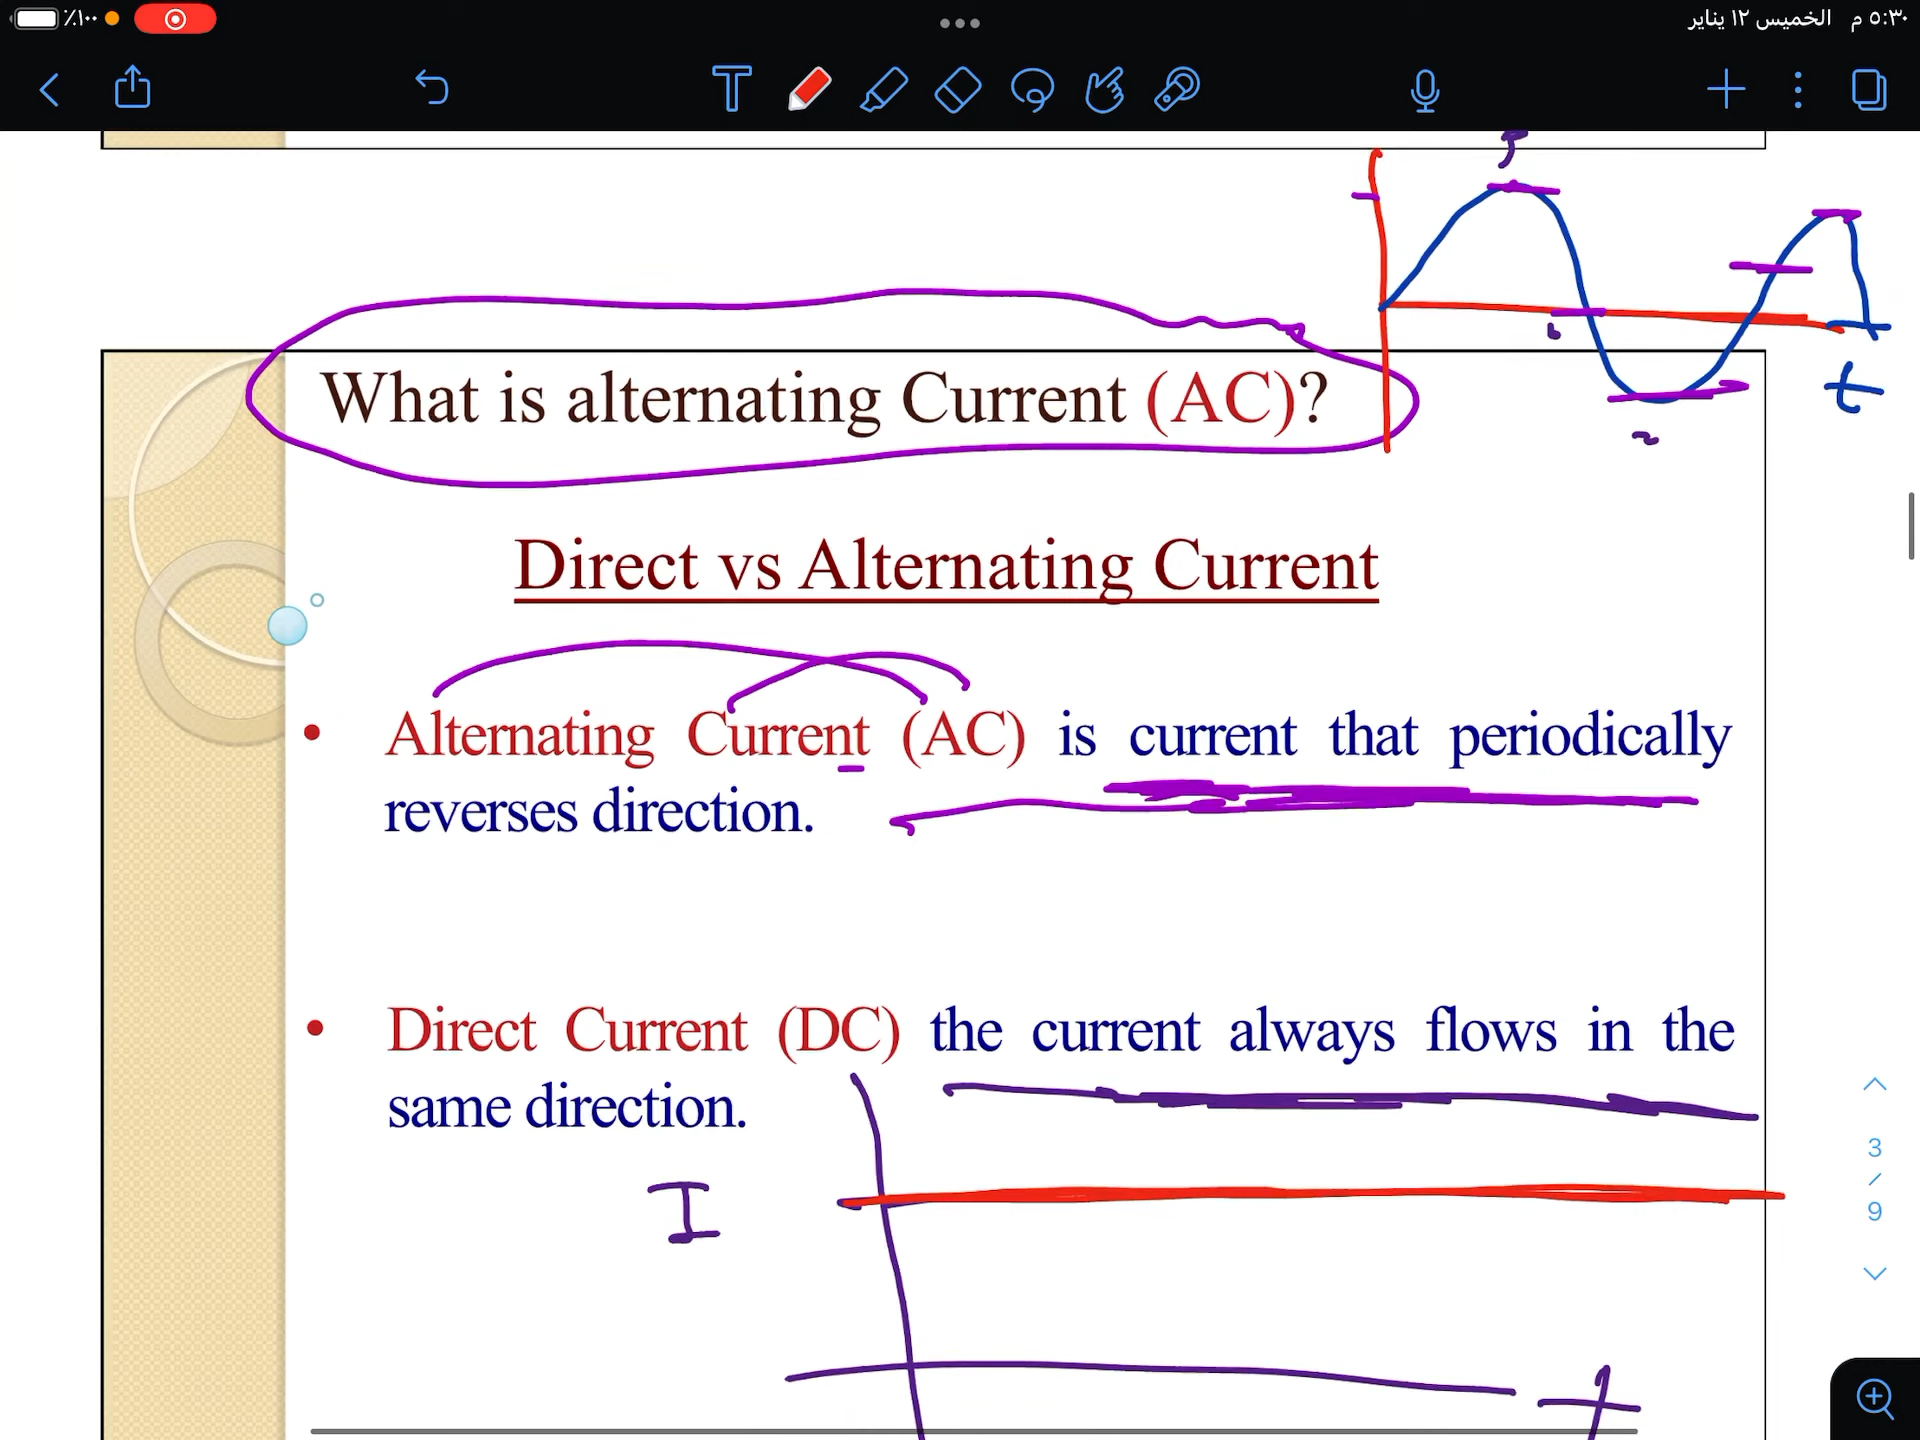 ٪١٠٠
٥:٣٠ م الخميس ١٢ يناير
T
What is alternating Current (AC)?
t
Direct vs Alternating Current
• Alternating Current (AC) is current that periodically
reverses direction.
• Direct Current (DC) the current always flows in the
same direction.
I
t
3
/
9